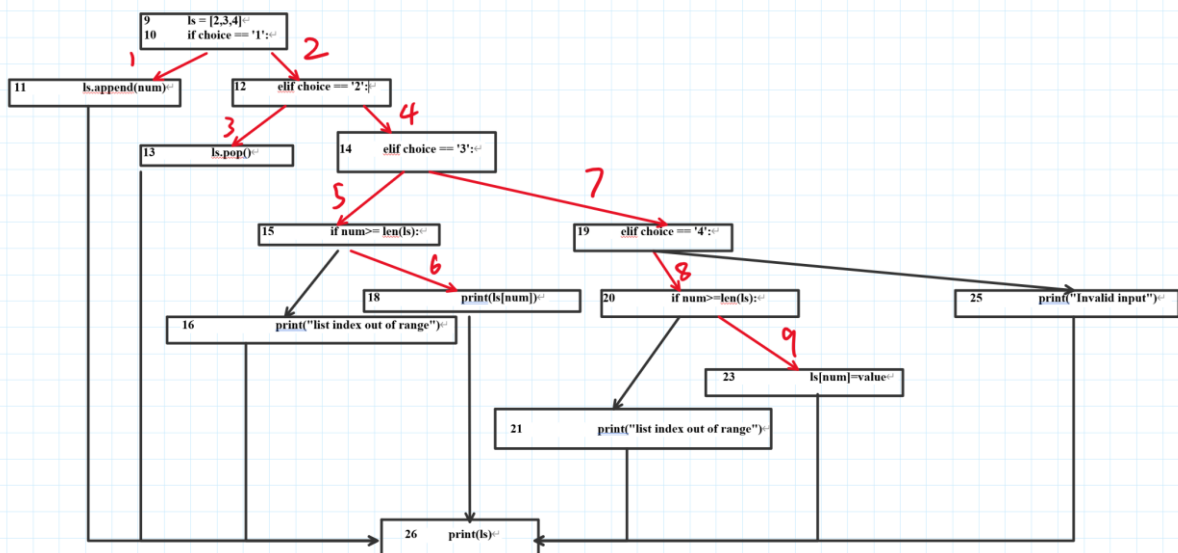 9 ls = [2,3,4]
10 if choice == '1':
1
2
11 ls.append(num)
12 elif choice == '2':
3
4
13 ls.pop()
14 elif choice == '3':
5
7
15 if num>= len(ls):
19 elif choice == '4':
6
8
18 print(ls[num])
20 if num>=len(ls):
25 print("Invalid input")
16 print("list index out of range")
9
23 ls[num]=value
21 print("list index out of range")
26 print(ls)